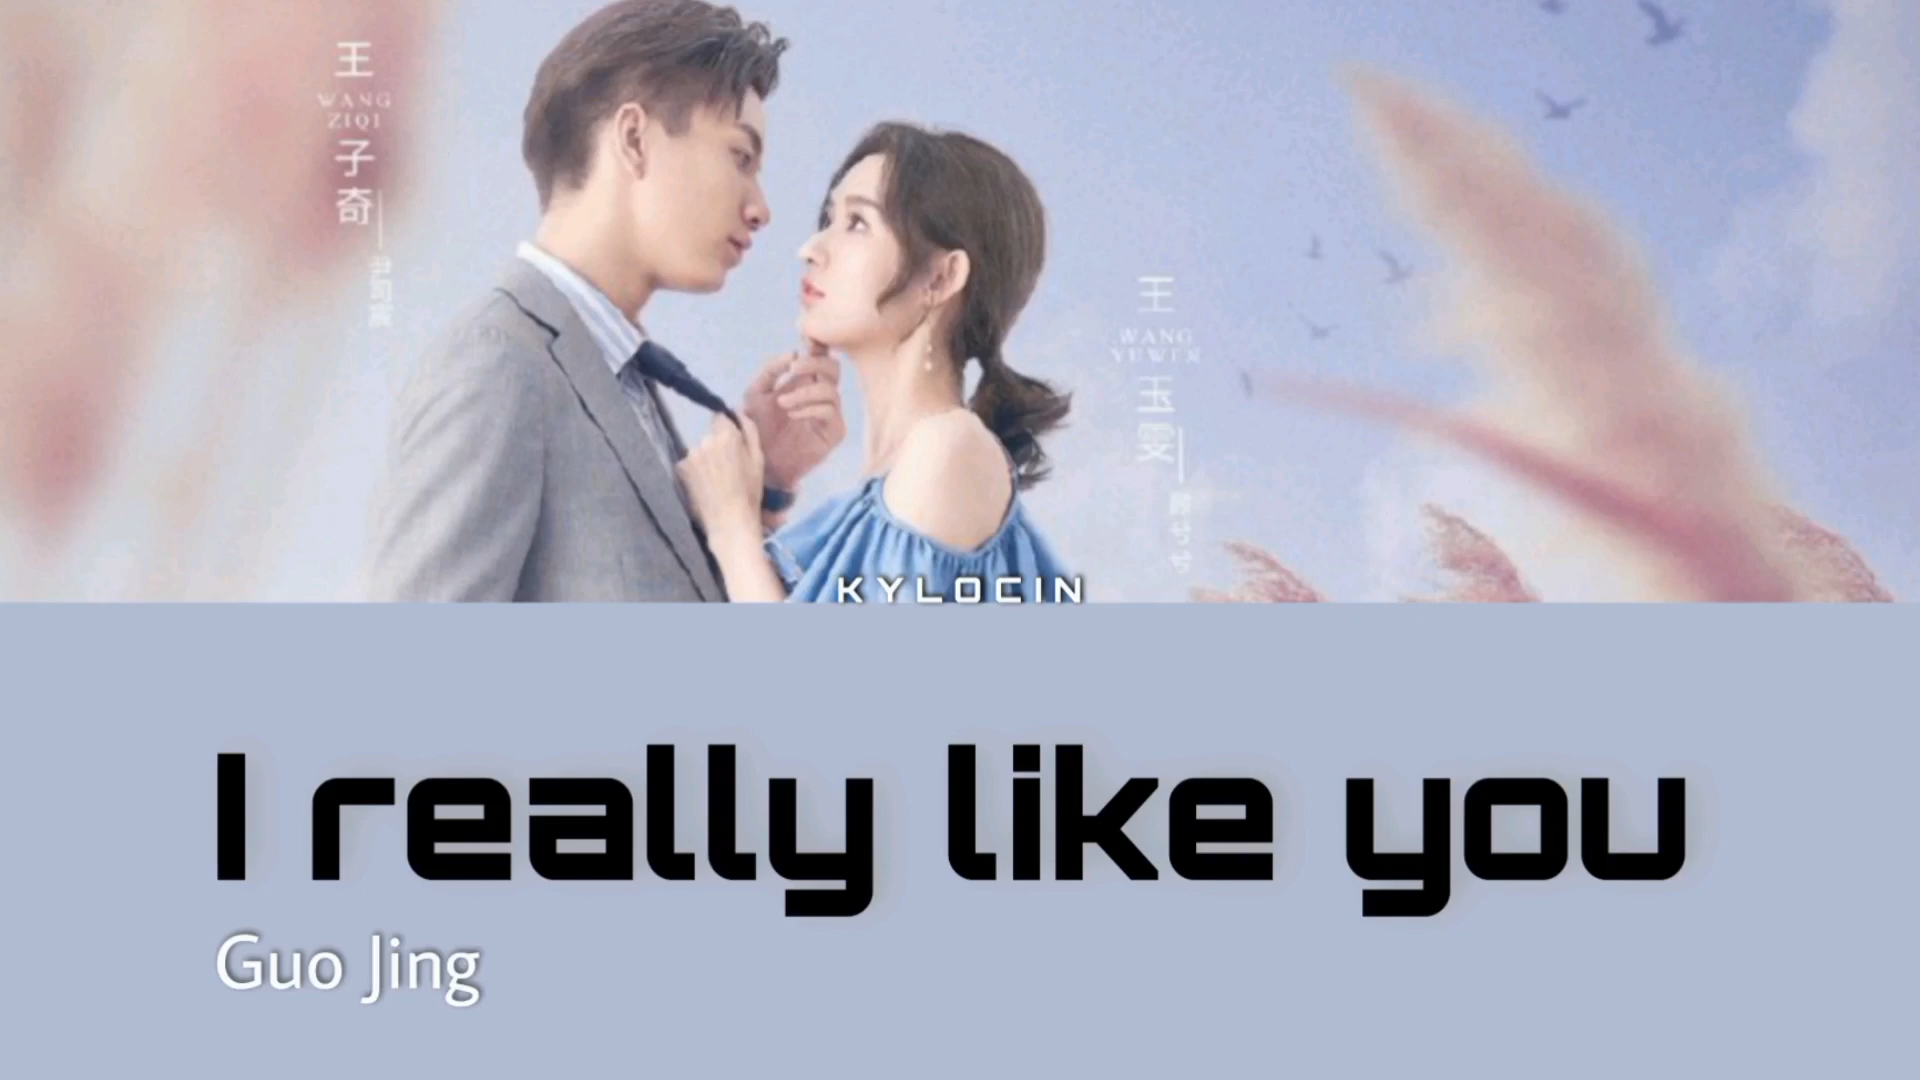 王
WANG
ZIQI
子
奇
王
WANG
YUWEN
玉
雯
KYLOCIN
I really like you
Guo Jing